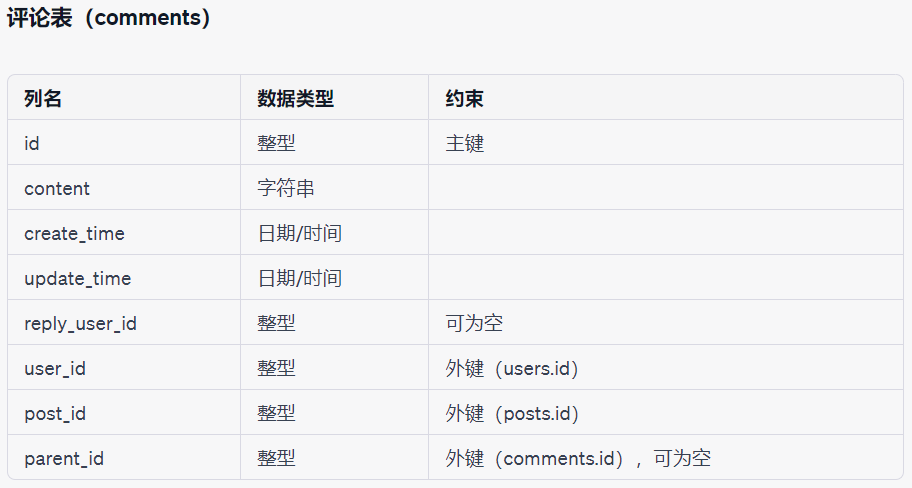 评论表（comments）
列名 数据类型 约束
id 整型 主键
content 字符串
create_time 日期/时间
update_time 日期/时间
reply_user_id 整型 可为空
user_id 整型 外键（users.id）
post_id 整型 外键（posts.id）
parent_id 整型 外键（comments.id），可为空